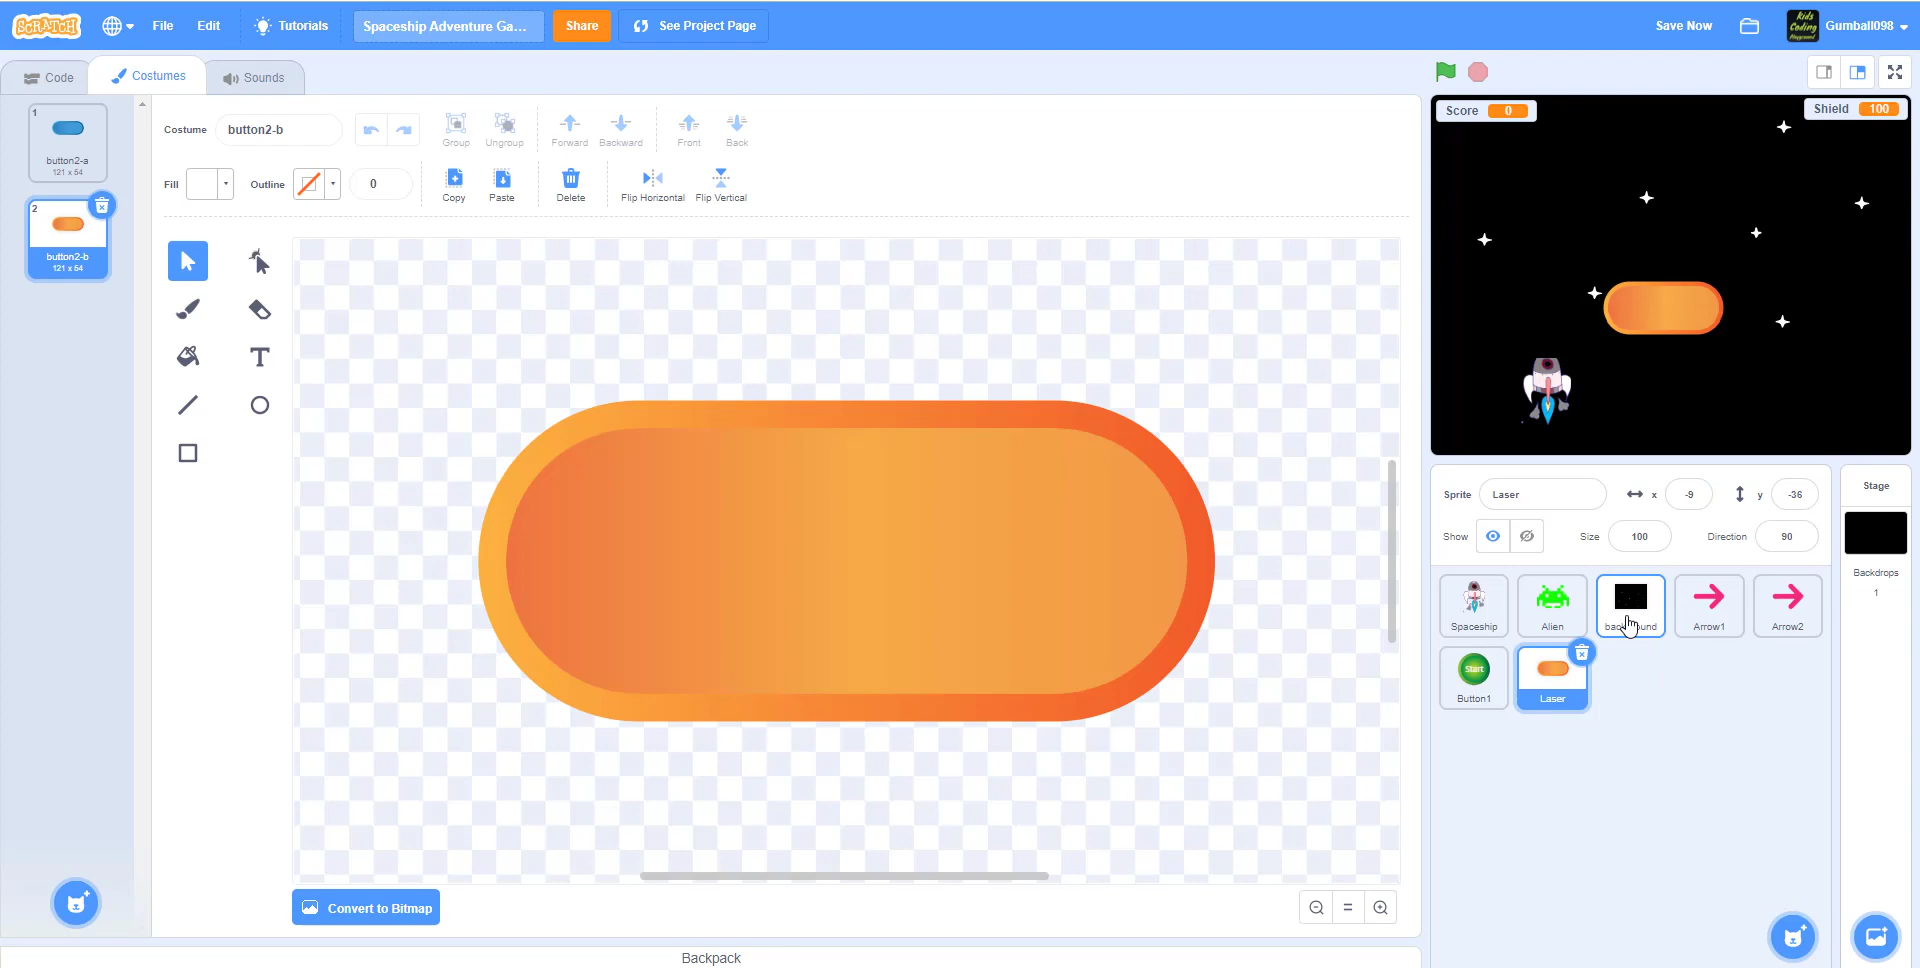 SCRATCH
File
Edit
Tutorials
Spaceship Adventure Ga...
Share
See Project Page
Save Now
Kids
Coding
Playground
Gumball098
Code
Costumes
Sounds
1
button2-a
121 x 54
2
button2-b
121 x 54
Costume
button2-b
Group
Ungroup
Forward
Backward
Front
Back
Fill
Outline
0
Copy
Paste
Delete
Flip Horizontal
Flip Vertical
T
Convert to Bitmap
Backpack
Score 0
Shield 100
Sprite
Laser
x
-9
y
-36
Show
Size
100
Direction
90
Stage
Backdrops
1
Spaceship
Alien
Arrow1
Arrow2
Start
Button1
Laser